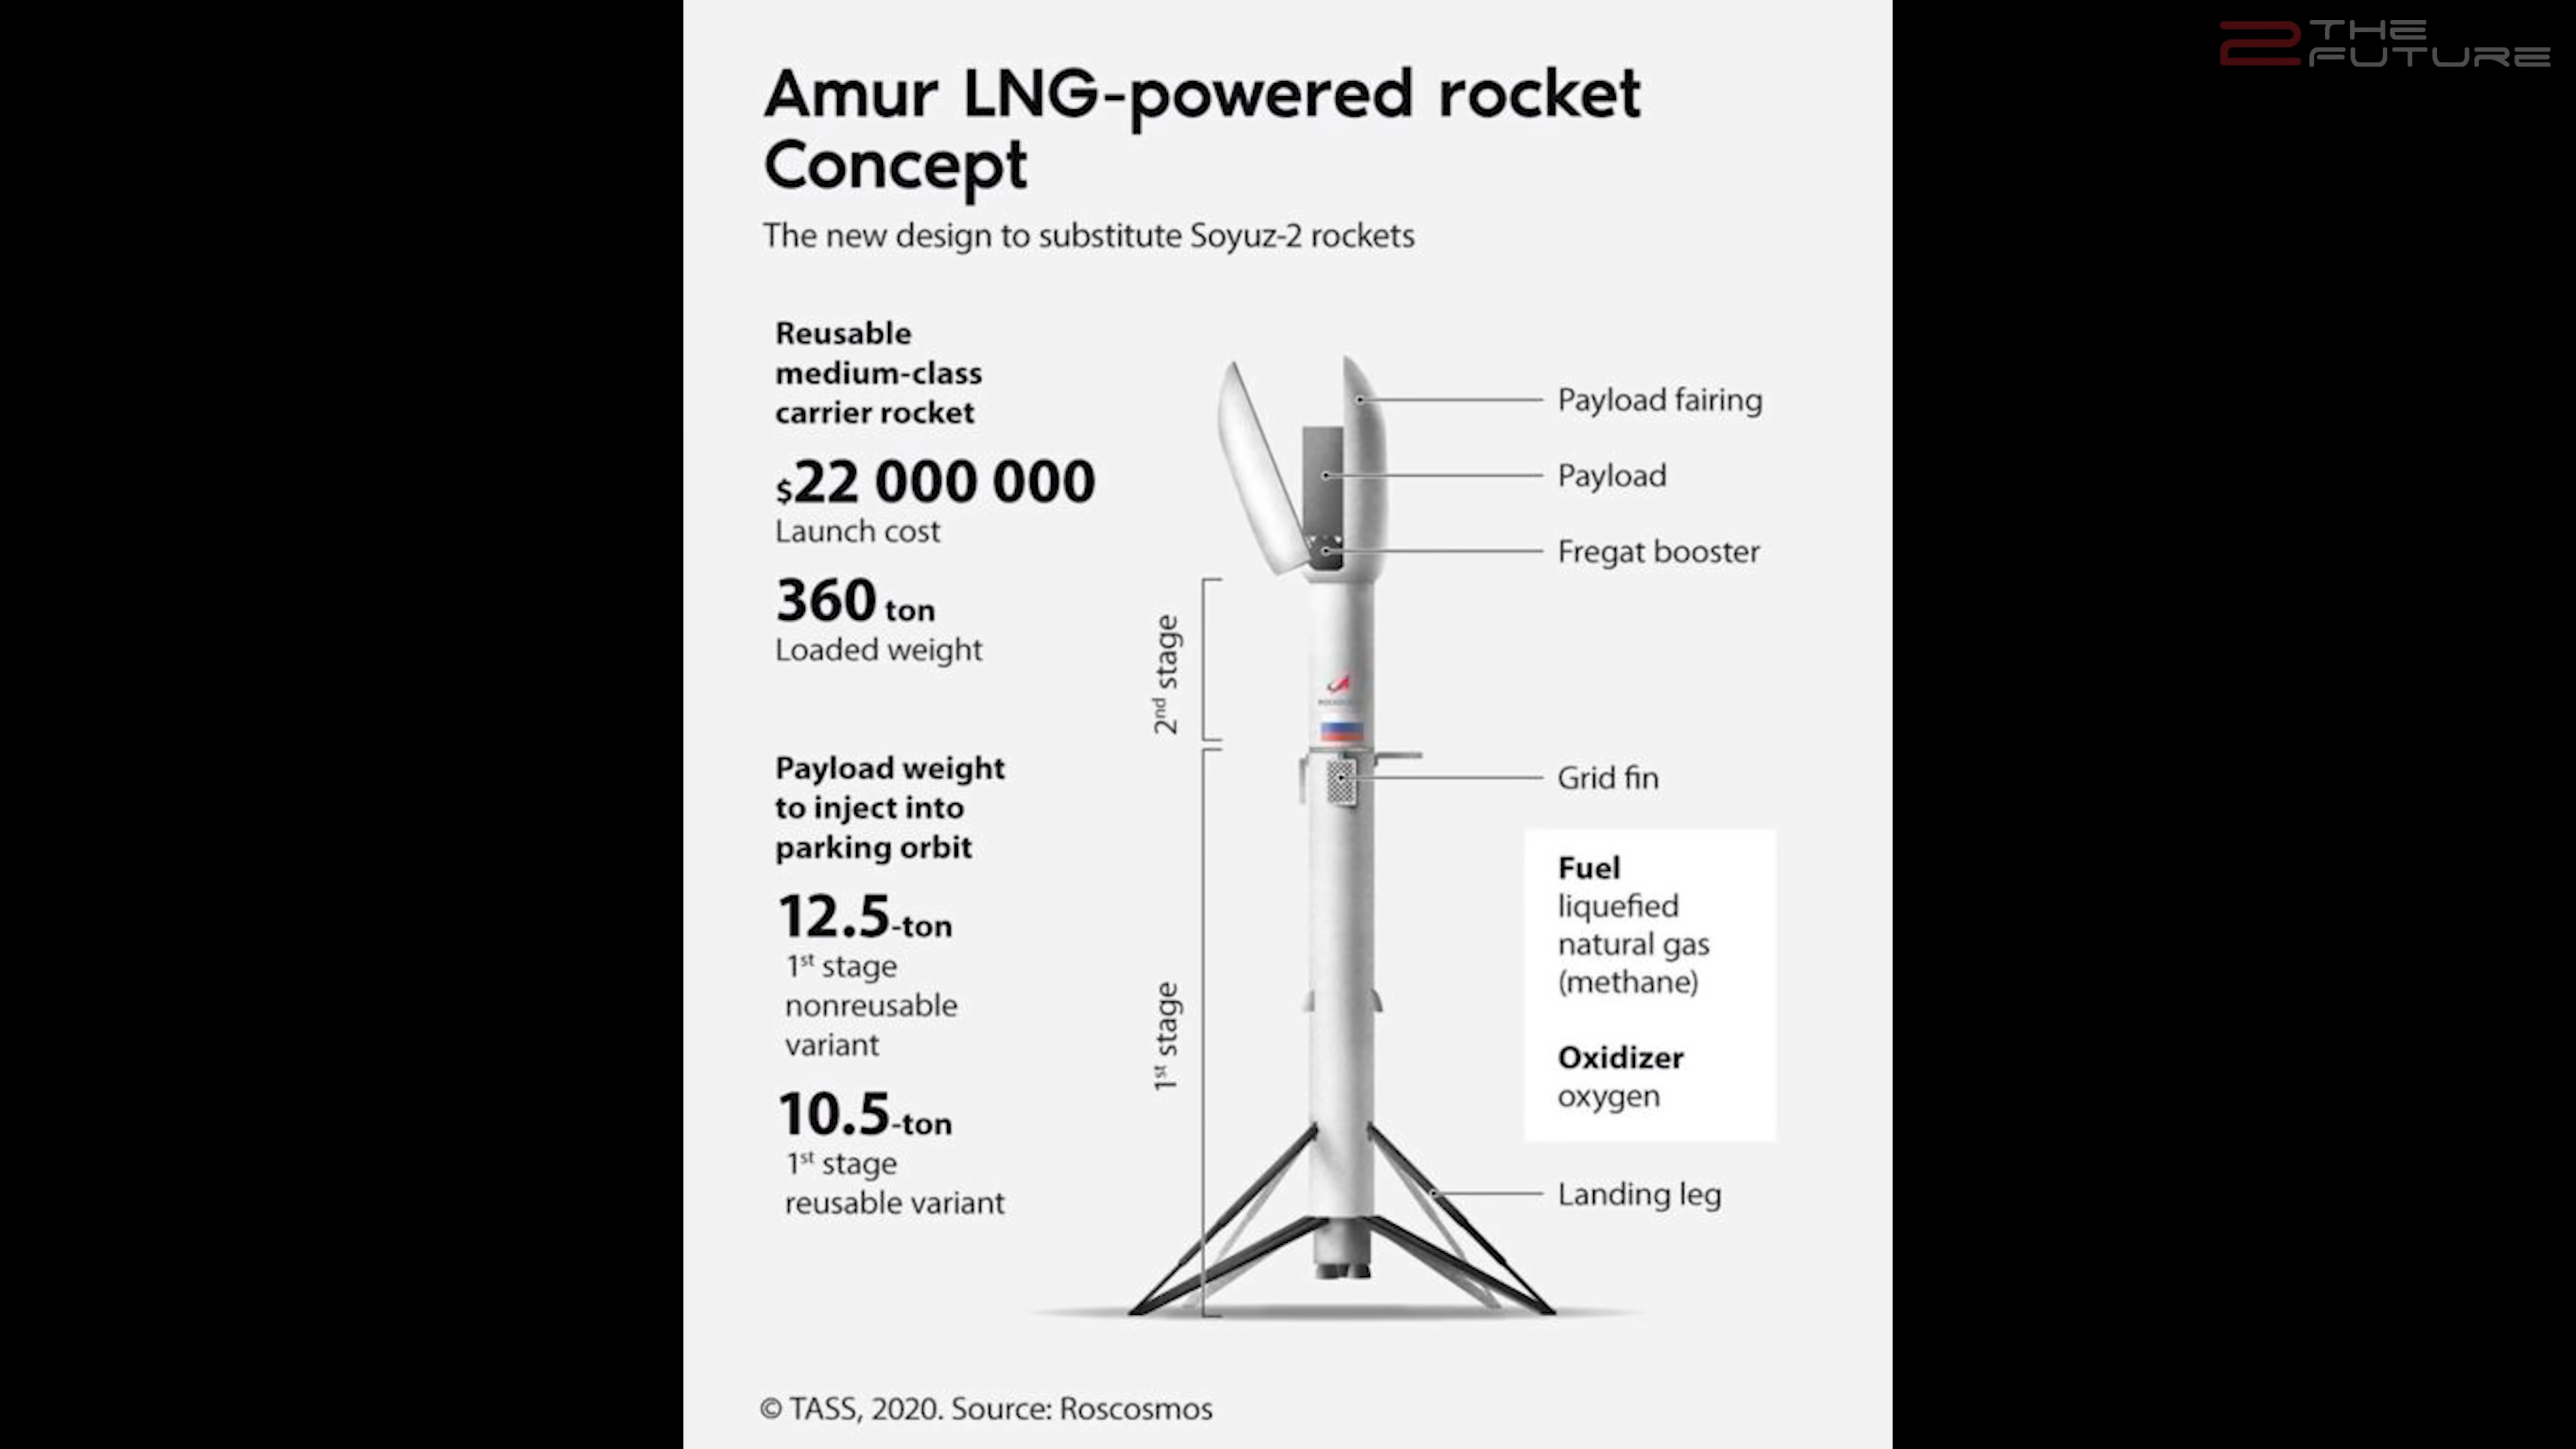 2 THE FUTURE
Amur LNG-powered rocket
Concept
The new design to substitute Soyuz-2 rockets
Reusable
medium-class
carrier rocket
$22 000 000
Launch cost
360 ton
Loaded weight
Payload weight
to inject into
parking orbit
12.5-ton
1st stage
nonreusable
variant
10.5-ton
1st stage
reusable variant
2nd stage
1st stage
Payload fairing
Payload
Fregat booster
Grid fin
Fuel
liquefied
natural gas
(methane)
Oxidizer
oxygen
Landing leg
© TASS, 2020. Source: Roscosmos